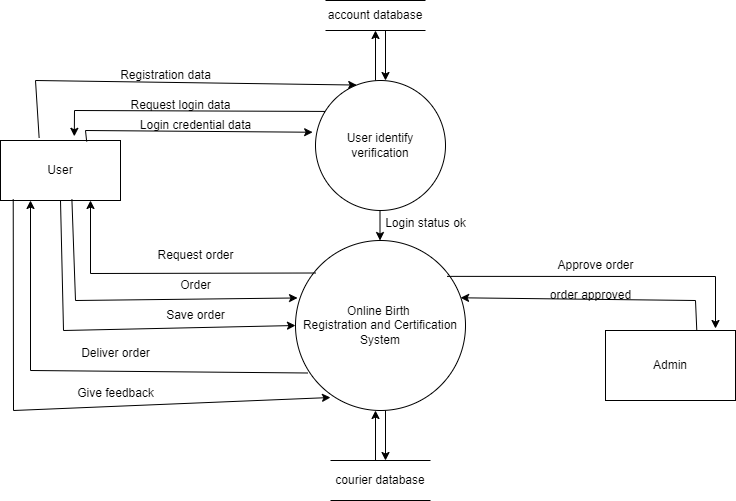 account database
Registration data
Request login data
Login credential data
User identify
verification
User
Login status ok
Request order
Approve order
Order
order approved
Save order
Online Birth
Registration and Certification
System
Deliver order
Admin
Give feedback
courier database